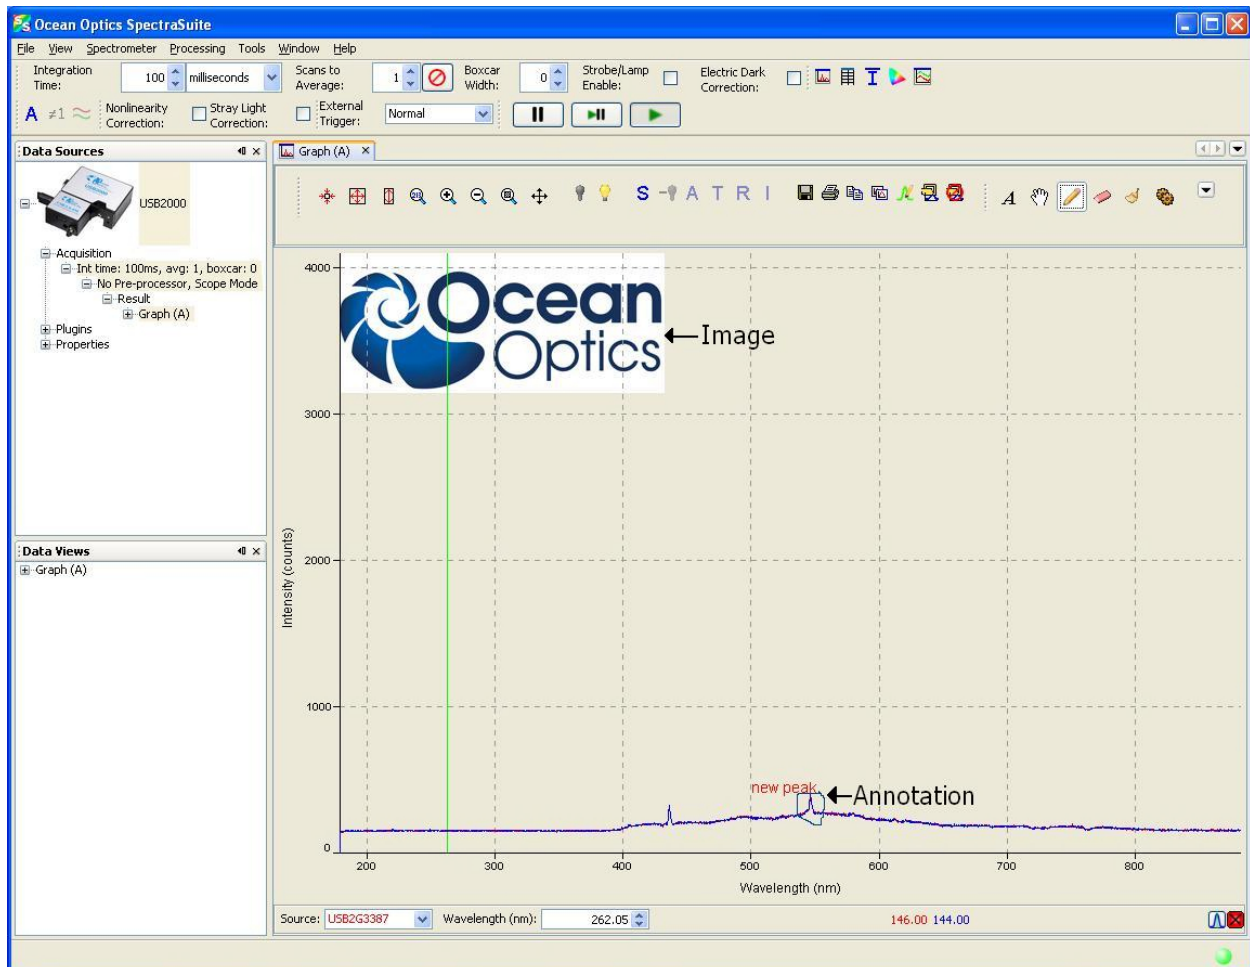 Ocean Optics SpectraSuite
File View Spectrometer Processing Tools Window Help
Integration Time: 100 milliseconds Scans to Average: 1 Boxcar Width: 0 Strobe/Lamp Enable: Electric Dark Correction:
A ≠1 Nonlinearity Correction: Stray Light Correction: External Trigger: Normal
Data Sources
USB2000
Acquisition
Int time: 100ms, avg: 1, boxcar: 0
No Pre-processor, Scope Mode
Result
Graph (A)
Plugins
Properties
Data Views
Graph (A)
Graph (A)
S A T R I A
4000
3000
2000
1000
0
Intensity (counts)
Ocean
Optics
Image
new peak
Annotation
200 300 400 500 600 700 800
Wavelength (nm)
Source: USB2G3387 Wavelength (nm): 262.05 146.00 144.00